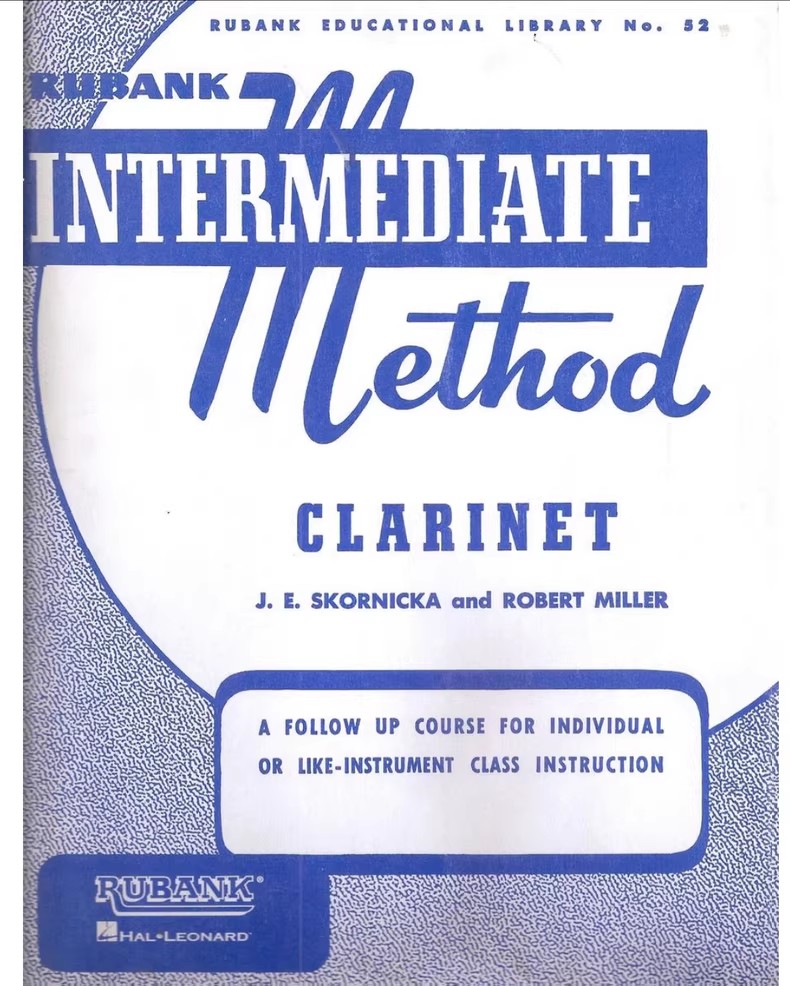 RUBANK EDUCATIONAL LIBRARY No. 52
RUBANK
INTERMEDIATE
Method
CLARINET
J. E. SKORNICKA and ROBERT MILLER
A FOLLOW UP COURSE FOR INDIVIDUAL
OR LIKE-INSTRUMENT CLASS INSTRUCTION
RUBANK®
HAL•LEONARD®